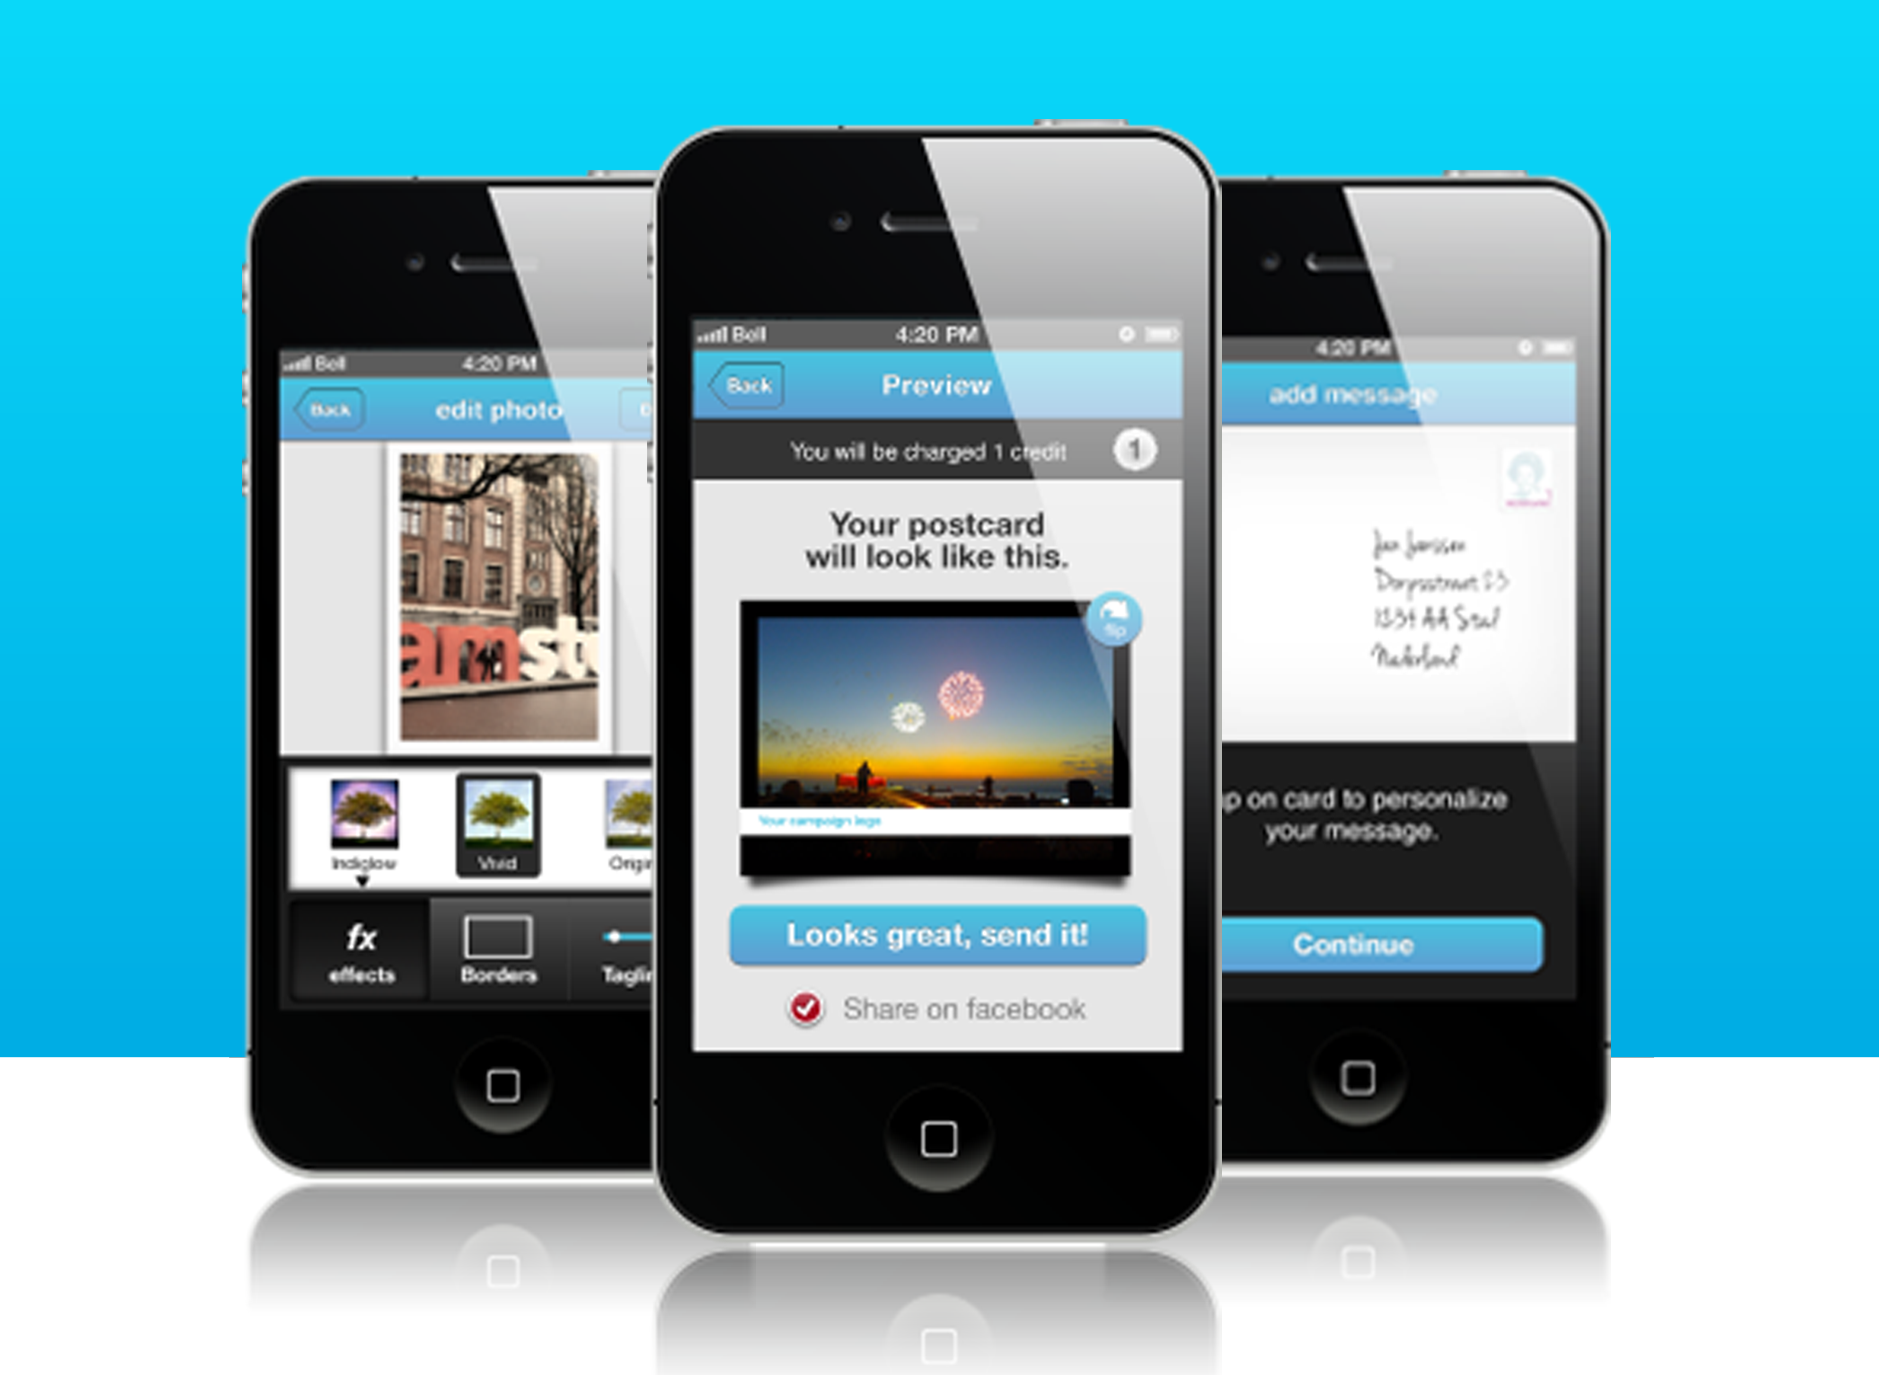 Bell
4:20 PM
Back
edit photo
amst
Indiglow
Vivid
Origin
fx
effects
Borders
Taglin
Bell
4:20 PM
Back
Preview
You will be charged 1 credit
1
Your postcard
will look like this.
flip
Your campaign logo
Looks great, send it!
Share on facebook
4:20 PM
add message
Jan Janssen
Dorpsstraat 23
1234 AA Stad
Nederland
p on card to personalize
your message.
Continue